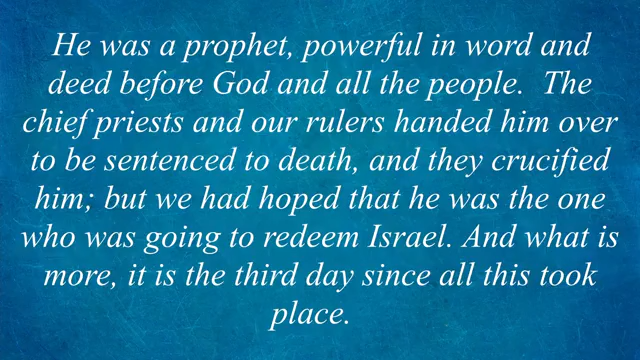 He was a prophet, powerful in word and
deed before God and all the people.  The
chief priests and our rulers handed him over
to be sentenced to death, and they crucified
him; but we had hoped that he was the one
who was going to redeem Israel. And what is
more, it is the third day since all this took
place.